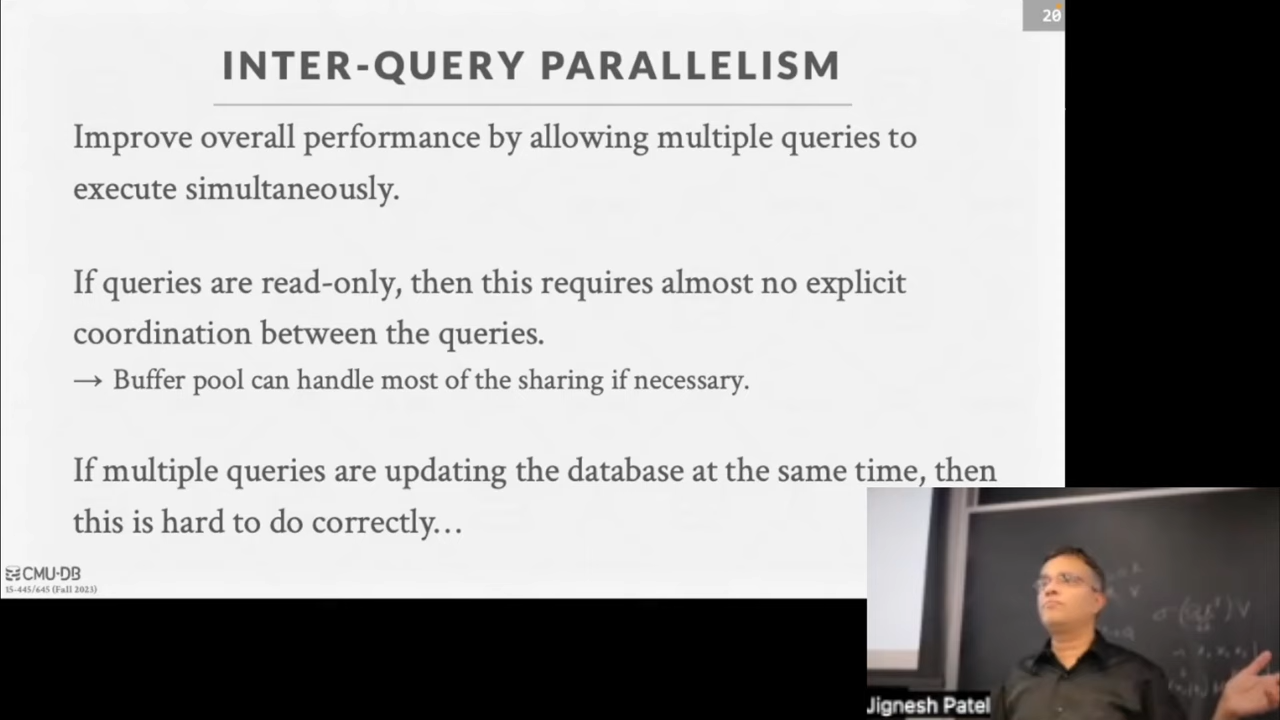 20
INTER-QUERY PARALLELISM
Improve overall performance by allowing multiple queries to
execute simultaneously.
If queries are read-only, then this requires almost no explicit
coordination between the queries.
→ Buffer pool can handle most of the sharing if necessary.
If multiple queries are updating the database at the same time, then
this is hard to do correctly…
CMU·DB
15-445/645 (Fall 2023)
Jignesh Patel